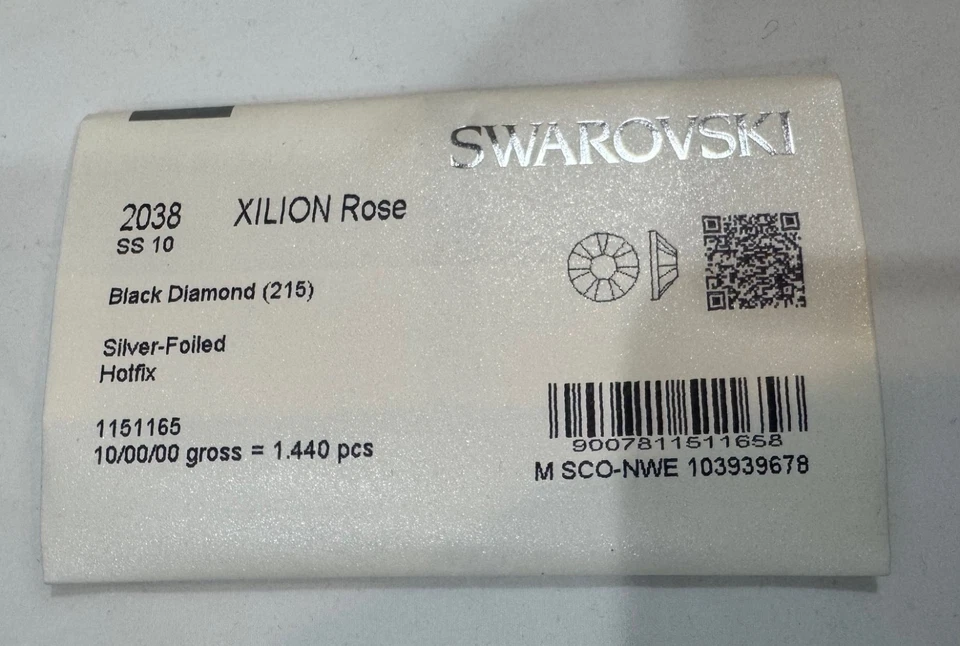 SWAROVSKI
2038 XILION Rose
SS 10
Black Diamond (215)
Silver-Foiled
Hotfix
1151165
10/00/00 gross = 1.440 pcs
9007811511658
M SCO-NWE 103939678